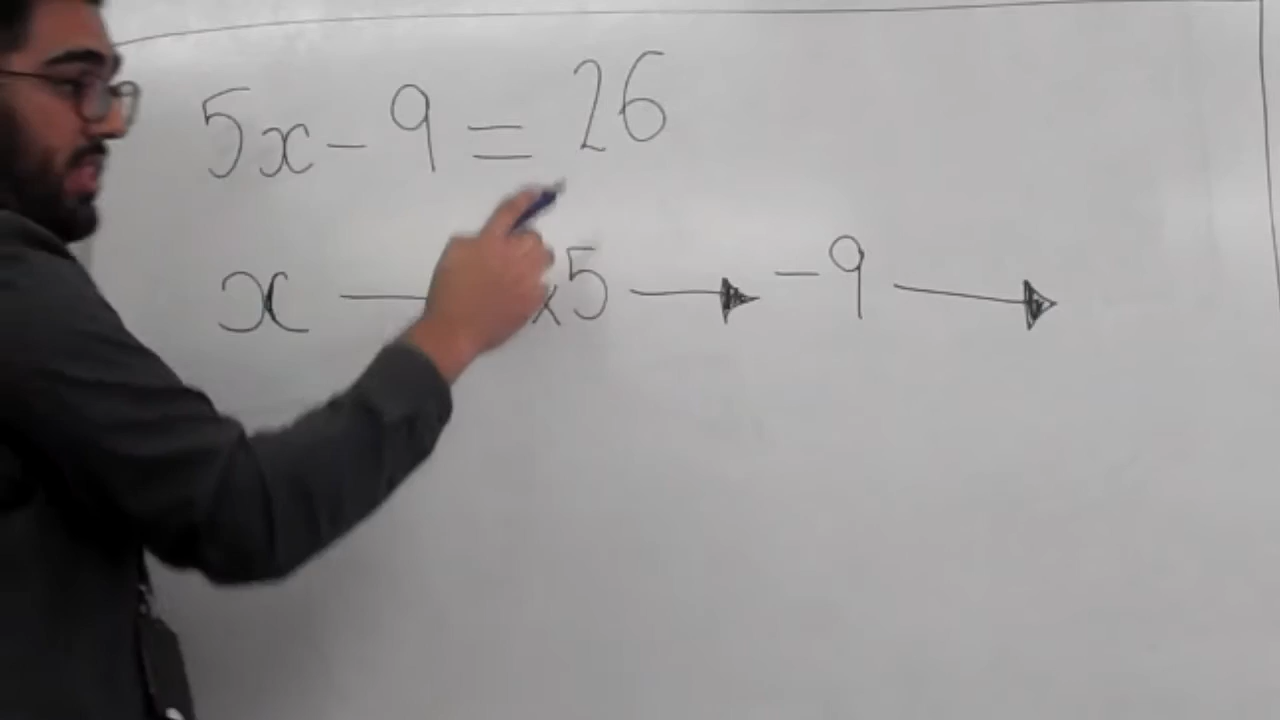 5x - 9 = 26
x → ×5 → -9 →